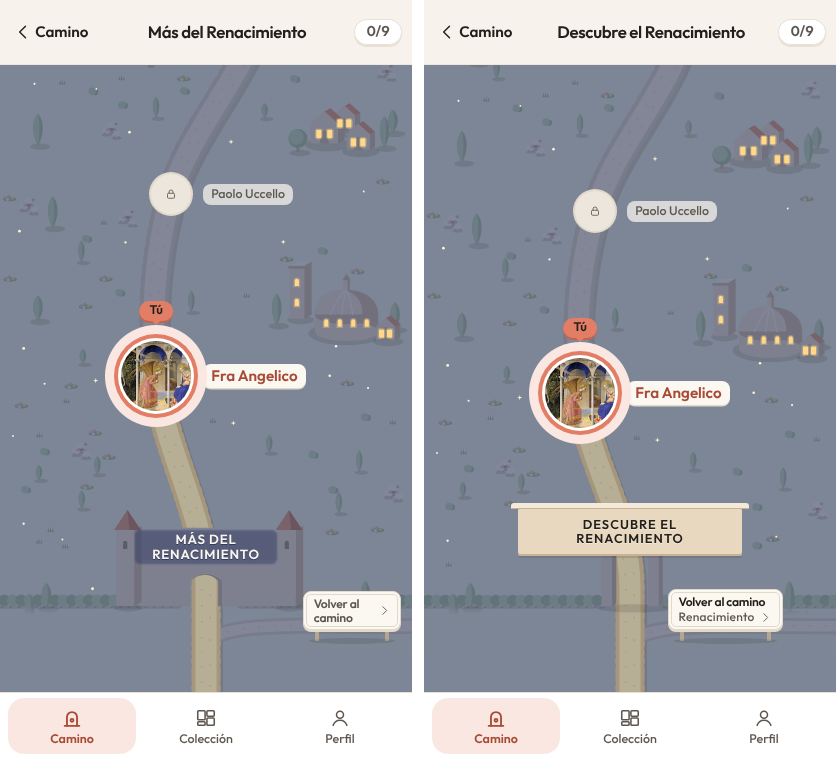 Camino
Más del Renacimiento
0/9
Paolo Uccello
Tú
Fra Angelico
MÁS DEL
RENACIMIENTO
Volver al
camino
Camino
Colección
Perfil
Camino
Descubre el Renacimiento
0/9
Paolo Uccello
Tú
Fra Angelico
DESCUBRE EL
RENACIMIENTO
Volver al camino
Renacimiento
Camino
Colección
Perfil